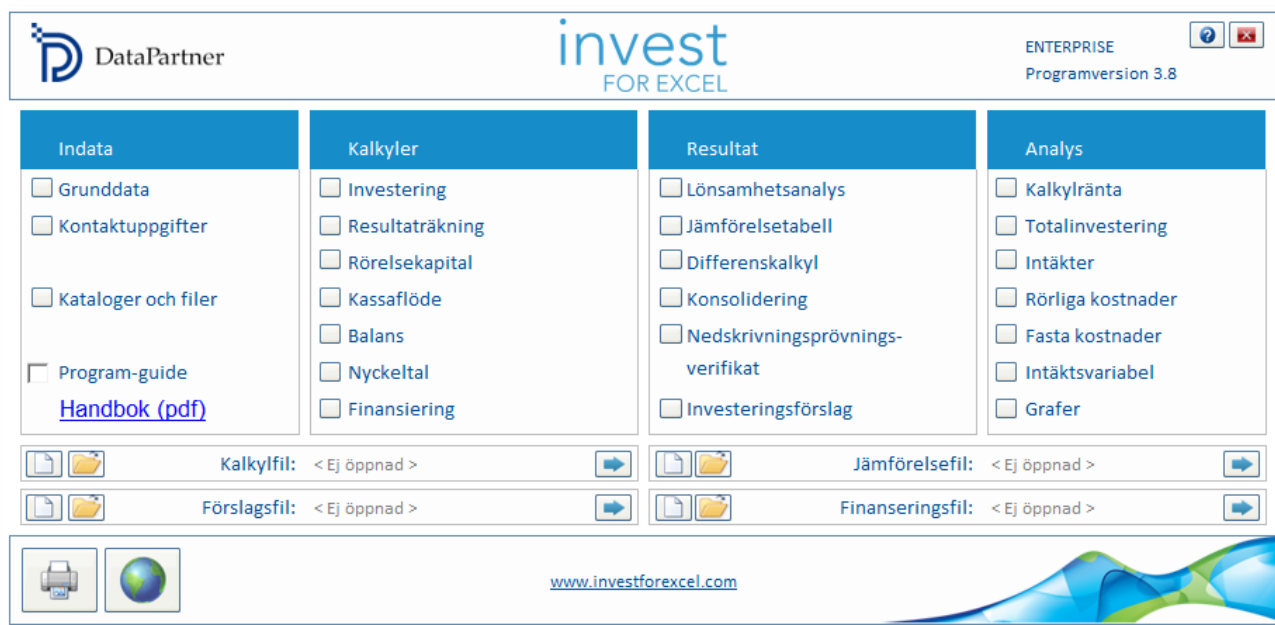 DataPartner
invest
FOR EXCEL
ENTERPRISE
Programversion 3.8
Indata
Grunddata
Kontaktuppgifter
Kataloger och filer
Program-guide
Handbok (pdf)
Kalkyler
Investering
Resultaträkning
Rörelsekapital
Kassaflöde
Balans
Nyckeltal
Finansiering
Resultat
Lönsamhetsanalys
Jämförelsetabell
Differenskalkyl
Konsolidering
Nedskrivningsprövnings-
verifikat
Investeringsförslag
Analys
Kalkylränta
Totalinvestering
Intäkter
Rörliga kostnader
Fasta kostnader
Intäktsvariabel
Grafer
Kalkylfil: < Ej öppnad >
Jämförelsefil: < Ej öppnad >
Förslagsfil: < Ej öppnad >
Finanseringsfil: < Ej öppnad >
www.investforexcel.com